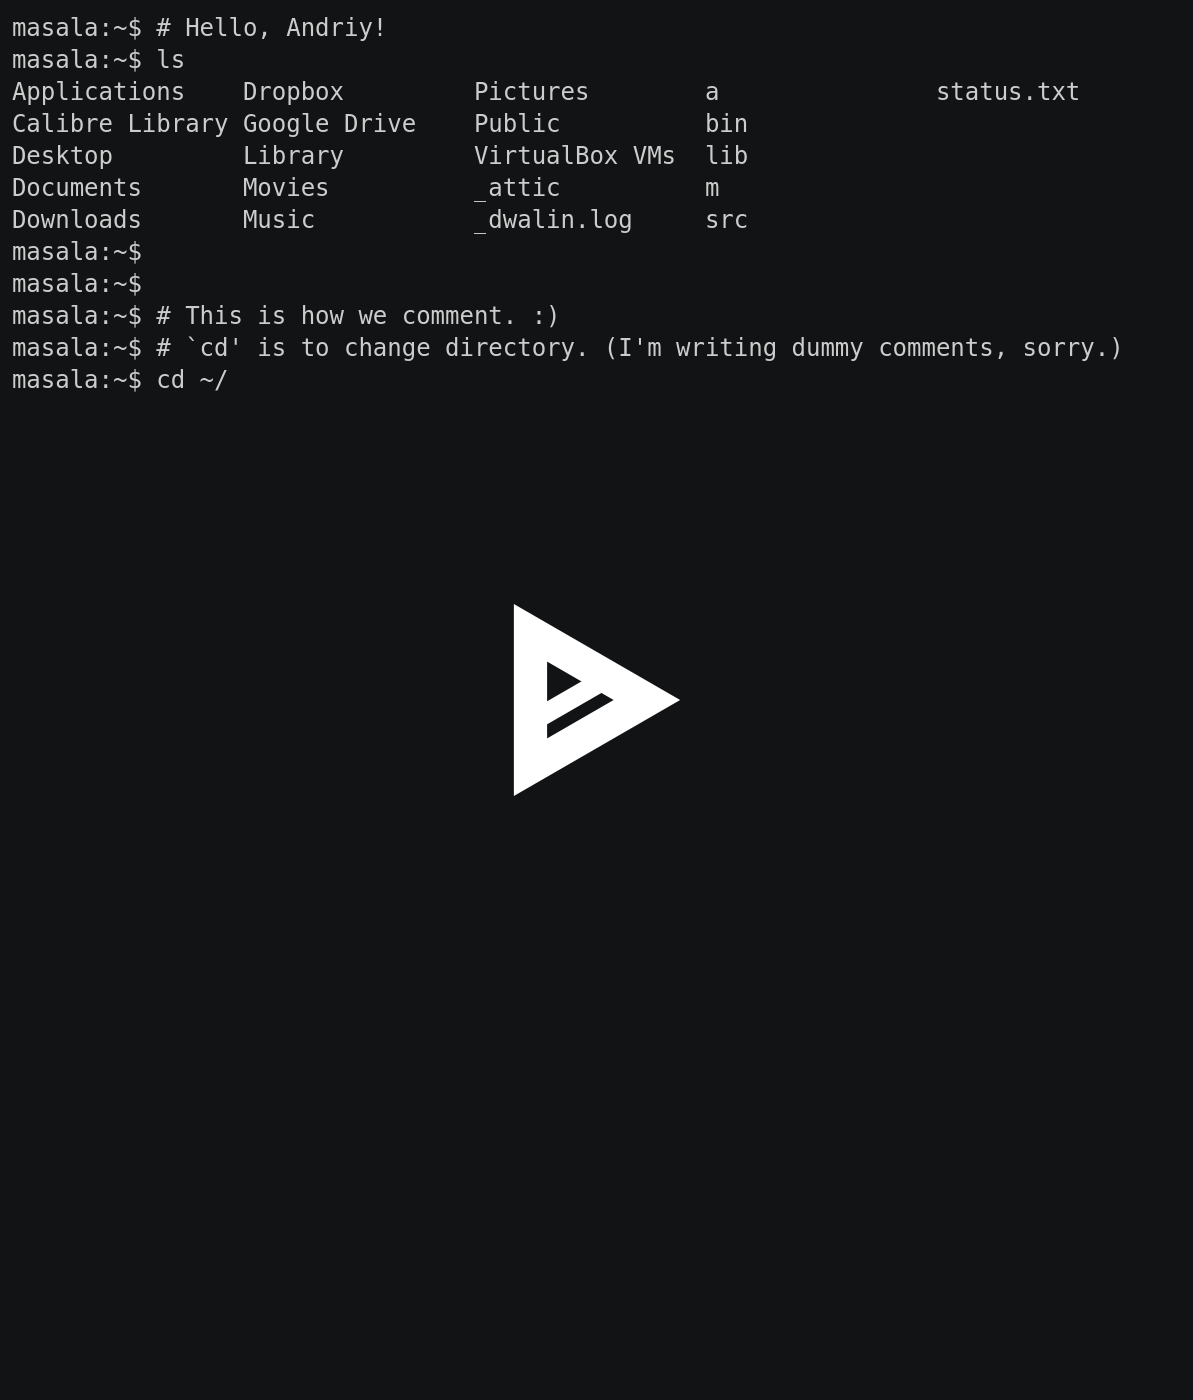 masala:~$ # Hello, Andriy!
masala:~$ ls
Applications    Dropbox         Pictures        a               status.txt
Calibre Library Google Drive    Public          bin
Desktop         Library         VirtualBox VMs  lib
Documents       Movies          _attic          m
Downloads       Music           _dwalin.log     src
masala:~$
masala:~$
masala:~$ # This is how we comment. :)
masala:~$ # `cd' is to change directory. (I'm writing dummy comments, sorry.)
masala:~$ cd ~/